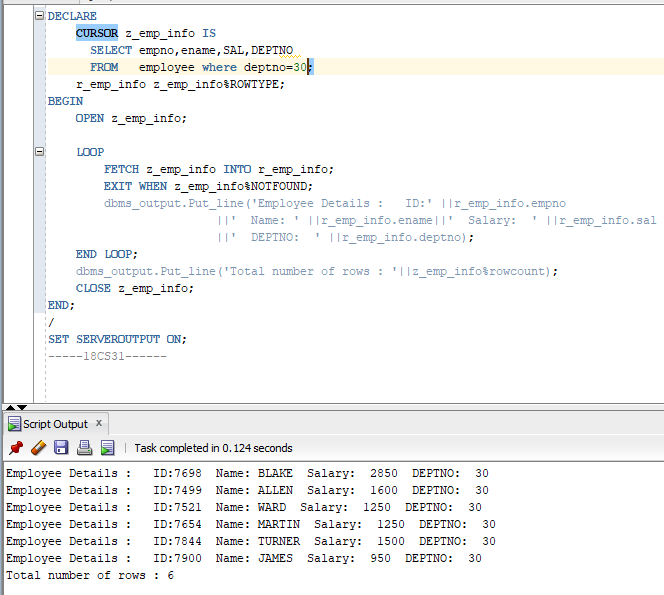 DECLARE
CURSOR z_emp_info IS
SELECT empno,ename,SAL,DEPTNO
FROM employee where deptno=30;
r_emp_info z_emp_info%ROWTYPE;
BEGIN
OPEN z_emp_info;
LOOP
FETCH z_emp_info INTO r_emp_info;
EXIT WHEN z_emp_info%NOTFOUND;
dbms_output.Put_line('Employee Details :   ID:' ||r_emp_info.empno
||'  Name: ' ||r_emp_info.ename||'  Salary:  ' ||r_emp_info.sal
||'  DEPTNO:  ' ||r_emp_info.deptno);
END LOOP;
dbms_output.Put_line('Total number of rows : '||z_emp_info%rowcount);
CLOSE z_emp_info;
END;
/
SET SERVEROUTPUT ON;
-----18CS31------
Script Output x
Task completed in 0.124 seconds
Employee Details :   ID:7698  Name: BLAKE  Salary:  2850  DEPTNO:  30
Employee Details :   ID:7499  Name: ALLEN  Salary:  1600  DEPTNO:  30
Employee Details :   ID:7521  Name: WARD  Salary:  1250  DEPTNO:  30
Employee Details :   ID:7654  Name: MARTIN  Salary:  1250  DEPTNO:  30
Employee Details :   ID:7844  Name: TURNER  Salary:  1500  DEPTNO:  30
Employee Details :   ID:7900  Name: JAMES  Salary:  950  DEPTNO:  30
Total number of rows : 6